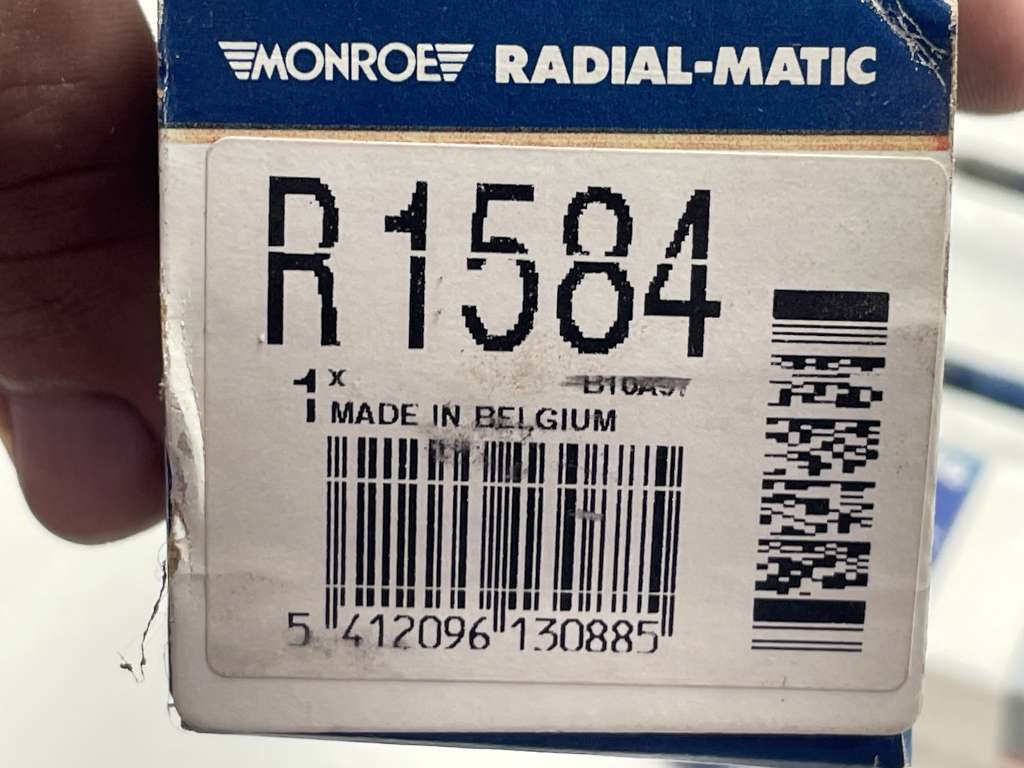 MONROE RADIAL-MATIC
R1584
1x
MADE IN BELGIUM
5 412096 130885